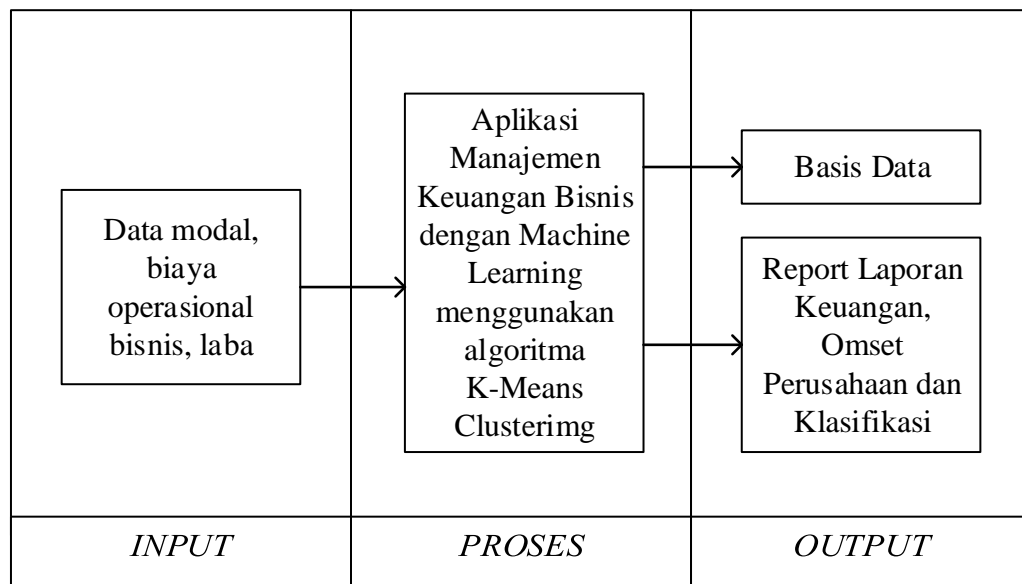 Data modal,
biaya
operasional
bisnis, laba
Aplikasi
Manajemen
Keuangan Bisnis
dengan Machine
Learning
menggunakan
algoritma
K-Means
Clusterimg
Basis Data
Report Laporan
Keuangan,
Omset
Perusahaan dan
Klasifikasi
INPUT
PROSES
OUTPUT